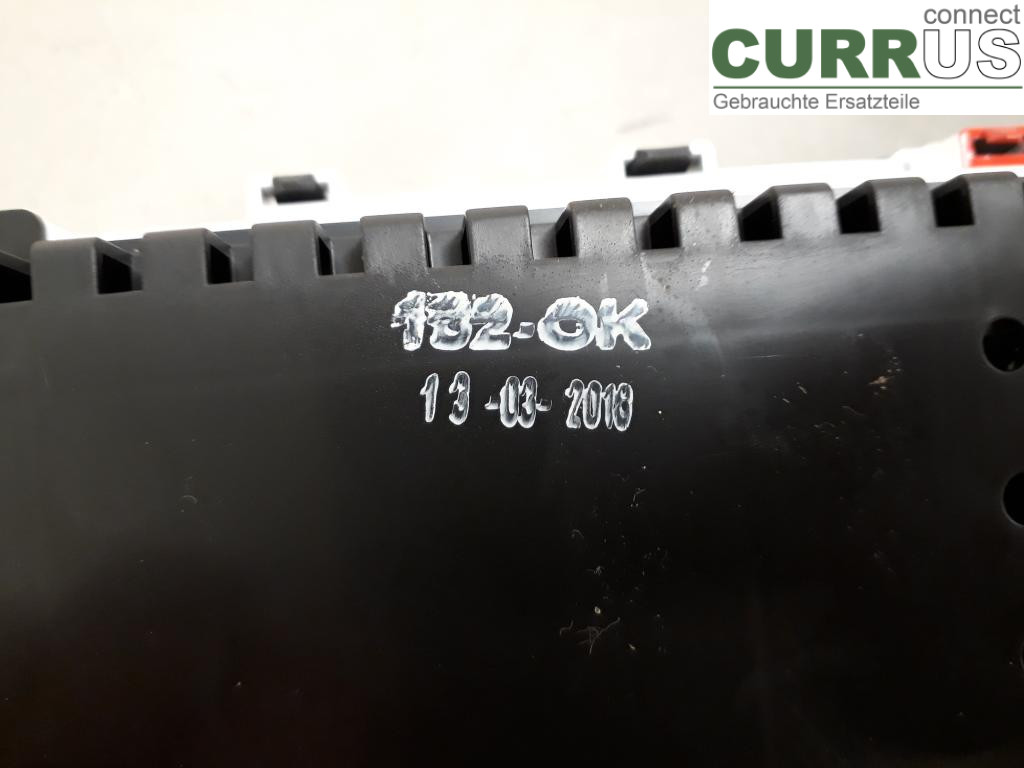 connect
CURRUS
Gebrauchte Ersatzteile
132-OK
13-03-2018